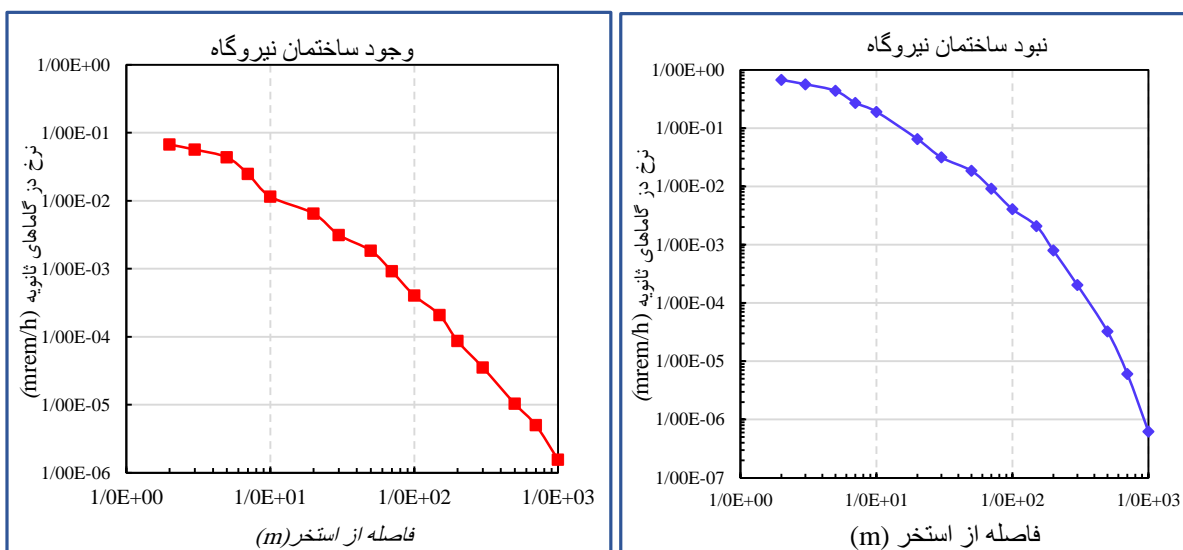 وجود ساختمان نیروگاه
1/00E+00
1/00E-01
1/00E-02
1/00E-03
1/00E-04
1/00E-05
1/00E-06
نرخ دز گاماهای ثانویه (mrem/h)
1/0E+00 1/0E+01 1/0E+02 1/0E+03
فاصله از استخر(m)
نبود ساختمان نیروگاه
1/00E+00
1/00E-01
1/00E-02
1/00E-03
1/00E-04
1/00E-05
1/00E-06
1/00E-07
نرخ دز گاماهای ثانویه (mrem/h)
1/0E+00 1/0E+01 1/0E+02 1/0E+03
فاصله از استخر (m)